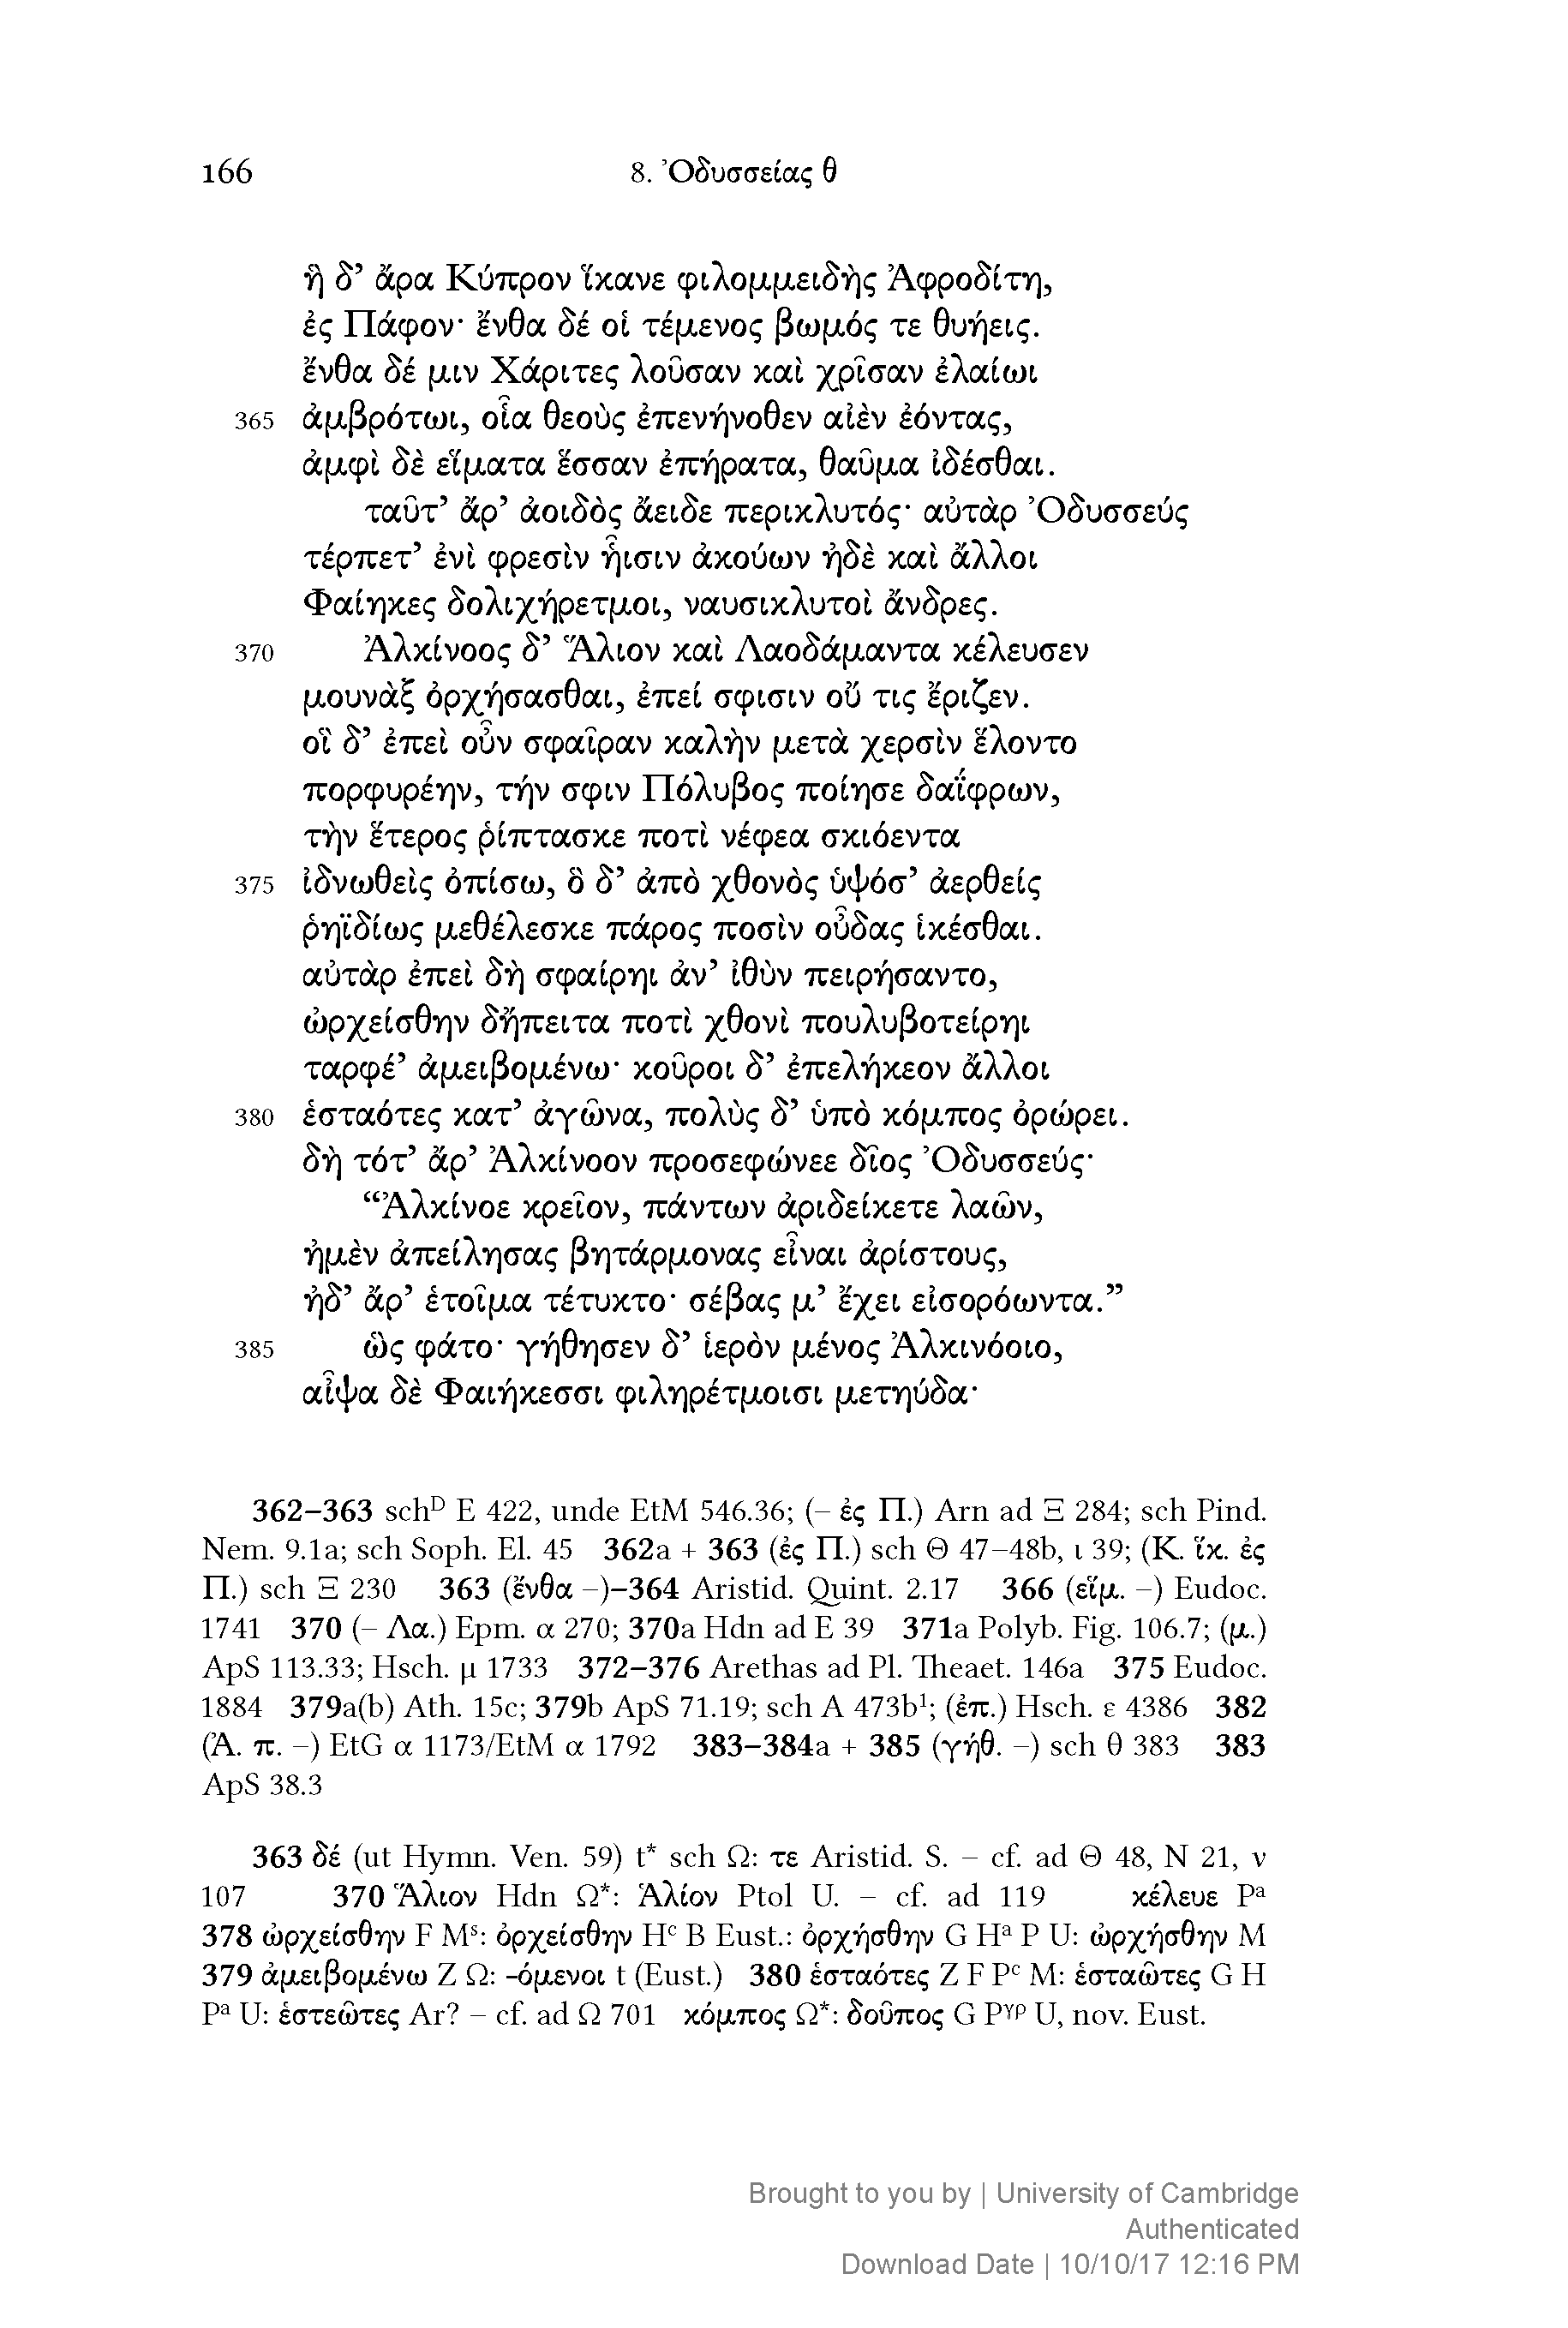 166
8. Ὀδυσσείας θ
ἣ δ’ ἄρα Κύπρον ἵκανε φιλομμειδὴς Ἀφροδίτη,
ἐς Πάφον· ἔνθα δέ οἱ τέμενος βωμός τε θυήεις.
ἔνθα δέ μιν Χάριτες λοῦσαν καὶ χρῖσαν ἐλαίωι
365 ἀμβρότωι, οἷα θεοὺς ἐπενήνοθεν αἰὲν ἐόντας,
ἀμφὶ δὲ εἵματα ἕσσαν ἐπήρατα, θαῦμα ἰδέσθαι.
ταῦτ’ ἄρ’ ἀοιδὸς ἄειδε περικλυτός· αὐτὰρ Ὀδυσσεύς
τέρπετ’ ἐνὶ φρεσὶν ἧισιν ἀκούων ἠδὲ καὶ ἄλλοι
Φαίηκες δολιχήρετμοι, ναυσικλυτοὶ ἄνδρες.
370 Ἀλκίνοος δ’ Ἅλιον καὶ Λαοδάμαντα κέλευσεν
μουνὰξ ὀρχήσασθαι, ἐπεί σφισιν οὔ τις ἔριζεν.
οἳ δ’ ἐπεὶ οὖν σφαῖραν καλὴν μετὰ χερσὶν ἕλοντο
πορφυρέην, τήν σφιν Πόλυβος ποίησε δαΐφρων,
τὴν ἕτερος ῥίπτασκε ποτὶ νέφεα σκιόεντα
375 ἰδνωθεὶς ὀπίσω, ὃ δ’ ἀπὸ χθονὸς ὑψόσ’ ἀερθείς
ῥηϊδίως μεθέλεσκε πάρος ποσὶν οὖδας ἱκέσθαι.
αὐτὰρ ἐπεὶ δὴ σφαίρηι ἀν’ ἰθὺν πειρήσαντο,
ὠρχείσθην δἤπειτα ποτὶ χθονὶ πουλυβοτείρηι
ταρφέ’ ἀμειβομένω· κοῦροι δ’ ἐπελήκεον ἄλλοι
380 ἑσταότες κατ’ ἀγῶνα, πολὺς δ’ ὑπὸ κόμπος ὀρώρει.
δὴ τότ’ ἄρ’ Ἀλκίνοον προσεφώνεε δῖος Ὀδυσσεύς·
“Ἀλκίνοε κρεῖον, πάντων ἀριδείκετε λαῶν,
ἠμὲν ἀπείλησας βητάρμονας εἶναι ἀρίστους,
ἠδ’ ἄρ’ ἑτοῖμα τέτυκτο· σέβας μ’ ἔχει εἰσορόωντα.”
385 ὣς φάτο· γήθησεν δ’ ἱερὸν μένος Ἀλκινόοιο,
αἶψα δὲ Φαιήκεσσι φιληρέτμοισι μετηύδα·
362–363 schᴰ E 422, unde EtM 546.36; (– ἐς Π.) Arn ad Ξ 284; sch Pind.
Nem. 9.1a; sch Soph. El. 45 362a + 363 (ἐς Π.) sch Θ 47–48b, ι 39; (Κ. ἵκ. ἐς
Π.) sch Ξ 230 363 (ἔνθα –)–364 Aristid. Quint. 2.17 366 (εἵμ. –) Eudoc.
1741 370 (– Λα.) Epm. α 270; 370a Hdn ad E 39 371a Polyb. Fig. 106.7; (μ.)
ApS 113.33; Hsch. μ 1733 372–376 Arethas ad Pl. Theaet. 146a 375 Eudoc.
1884 379a(b) Ath. 15c; 379b ApS 71.19; sch A 473b¹; (ἐπ.) Hsch. ε 4386 382
(Ἀ. π. –) EtG α 1173/EtM α 1792 383–384a + 385 (γήθ. –) sch θ 383 383
ApS 38.3
363 δέ (ut Hymn. Ven. 59) t* sch Ω: τε Aristid. S. – cf. ad Θ 48, N 21, ν
107 370 Ἅλιον Hdn Ω*: Ἁλίον Ptol U. – cf. ad 119 κέλευε Pᵃ
378 ὠρχείσθην F Mˢ: ὀρχείσθην Hᶜ B Eust.: ὀρχήσθην G Hᵃ P U: ὠρχήσθην M
379 ἀμειβομένω Z Ω: -όμενοι t (Eust.) 380 ἑσταότες Z F Pᶜ M: ἑσταῶτες G H
Pᵃ U: ἑστεῶτες Ar? – cf. ad Ω 701 κόμπος Ω*: δοῦπος G Pᵞᵖ U, nov. Eust.
Brought to you by | University of Cambridge
Authenticated
Download Date | 10/10/17 12:16 PM